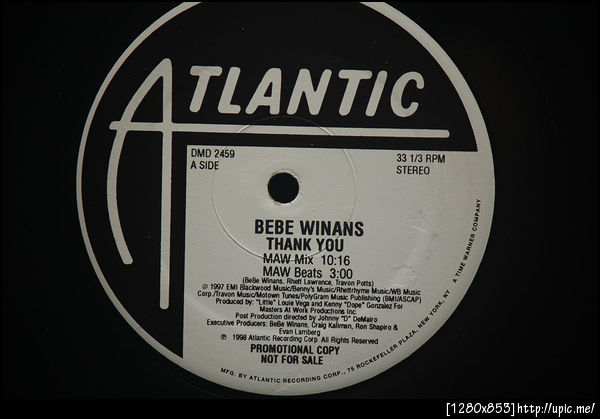 ATLANTIC
DMD 2459
A SIDE
33 1/3 RPM
STEREO
BEBE WINANS
THANK YOU
MAW Mix 10:16
MAW Beats 3:00
(BeBe Winans, Rhett Lawrence, Travon Potts)
℗ 1997 EMI Blackwood Music/Benny's Music/Rhettrhyme Music/WB Music
Corp./Travon Music/Motown Tunes/PolyGram Music Publishing (BMI/ASCAP)
Produced by: "Little" Louie Vega and Kenny "Dope" Gonzalez For
Masters At Work Productions Inc.
Post Production directed by Johnny "D" DeMairo
Executive Producers: BeBe Winans, Craig Kallman, Ron Shapiro &
Evan Lamberg
℗ 1998 Atlantic Recording Corp. All Rights Reserved
PROMOTIONAL COPY
NOT FOR SALE
MFG. BY ATLANTIC RECORDING CORP., 75 ROCKEFELLER PLAZA, NEW YORK, NY A TIME WARNER COMPANY
[1280x853]http://upic.me/